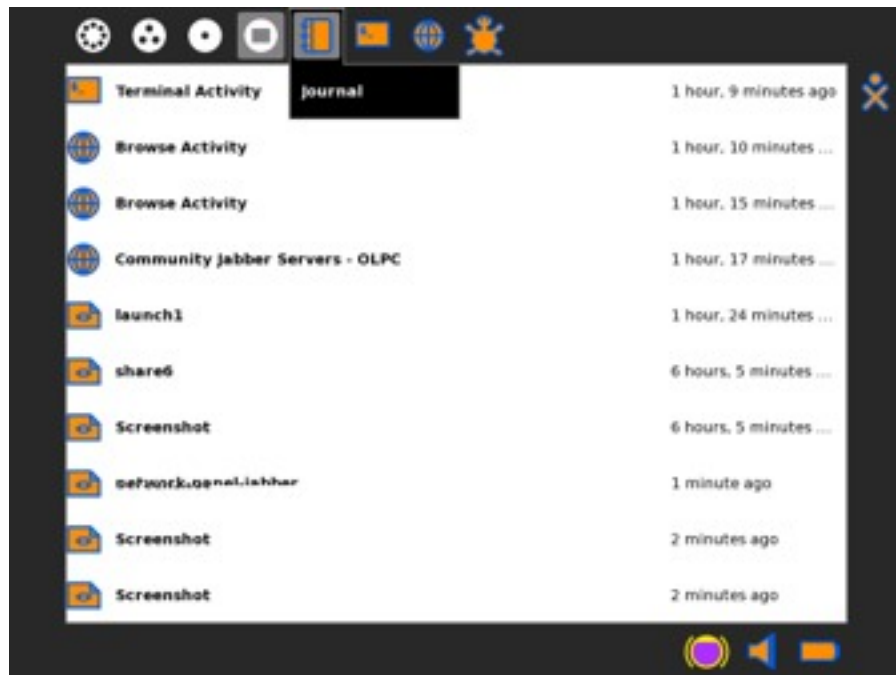 Journal
Terminal Activity 1 hour, 9 minutes ago
Browse Activity 1 hour, 10 minutes ...
Browse Activity 1 hour, 15 minutes ...
Community Jabber Servers - OLPC 1 hour, 17 minutes ...
launch1 1 hour, 24 minutes ...
share6 6 hours, 5 minutes ...
Screenshot 6 hours, 5 minutes ...
1 minute ago
Screenshot 2 minutes ago
Screenshot 2 minutes ago